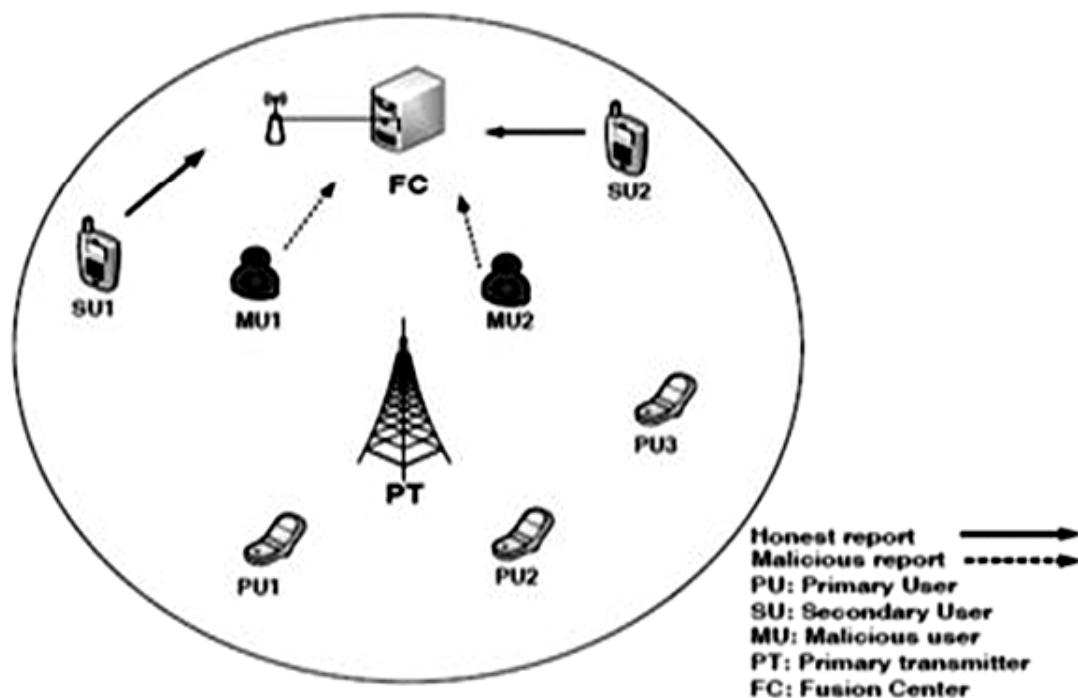 FC
SU2
SU1
MU1
MU2
PU3
PT
PU1
PU2
Honest report
Malicious report
PU: Primary User
SU: Secondary User
MU: Malicious user
PT: Primary transmitter
FC: Fusion Center